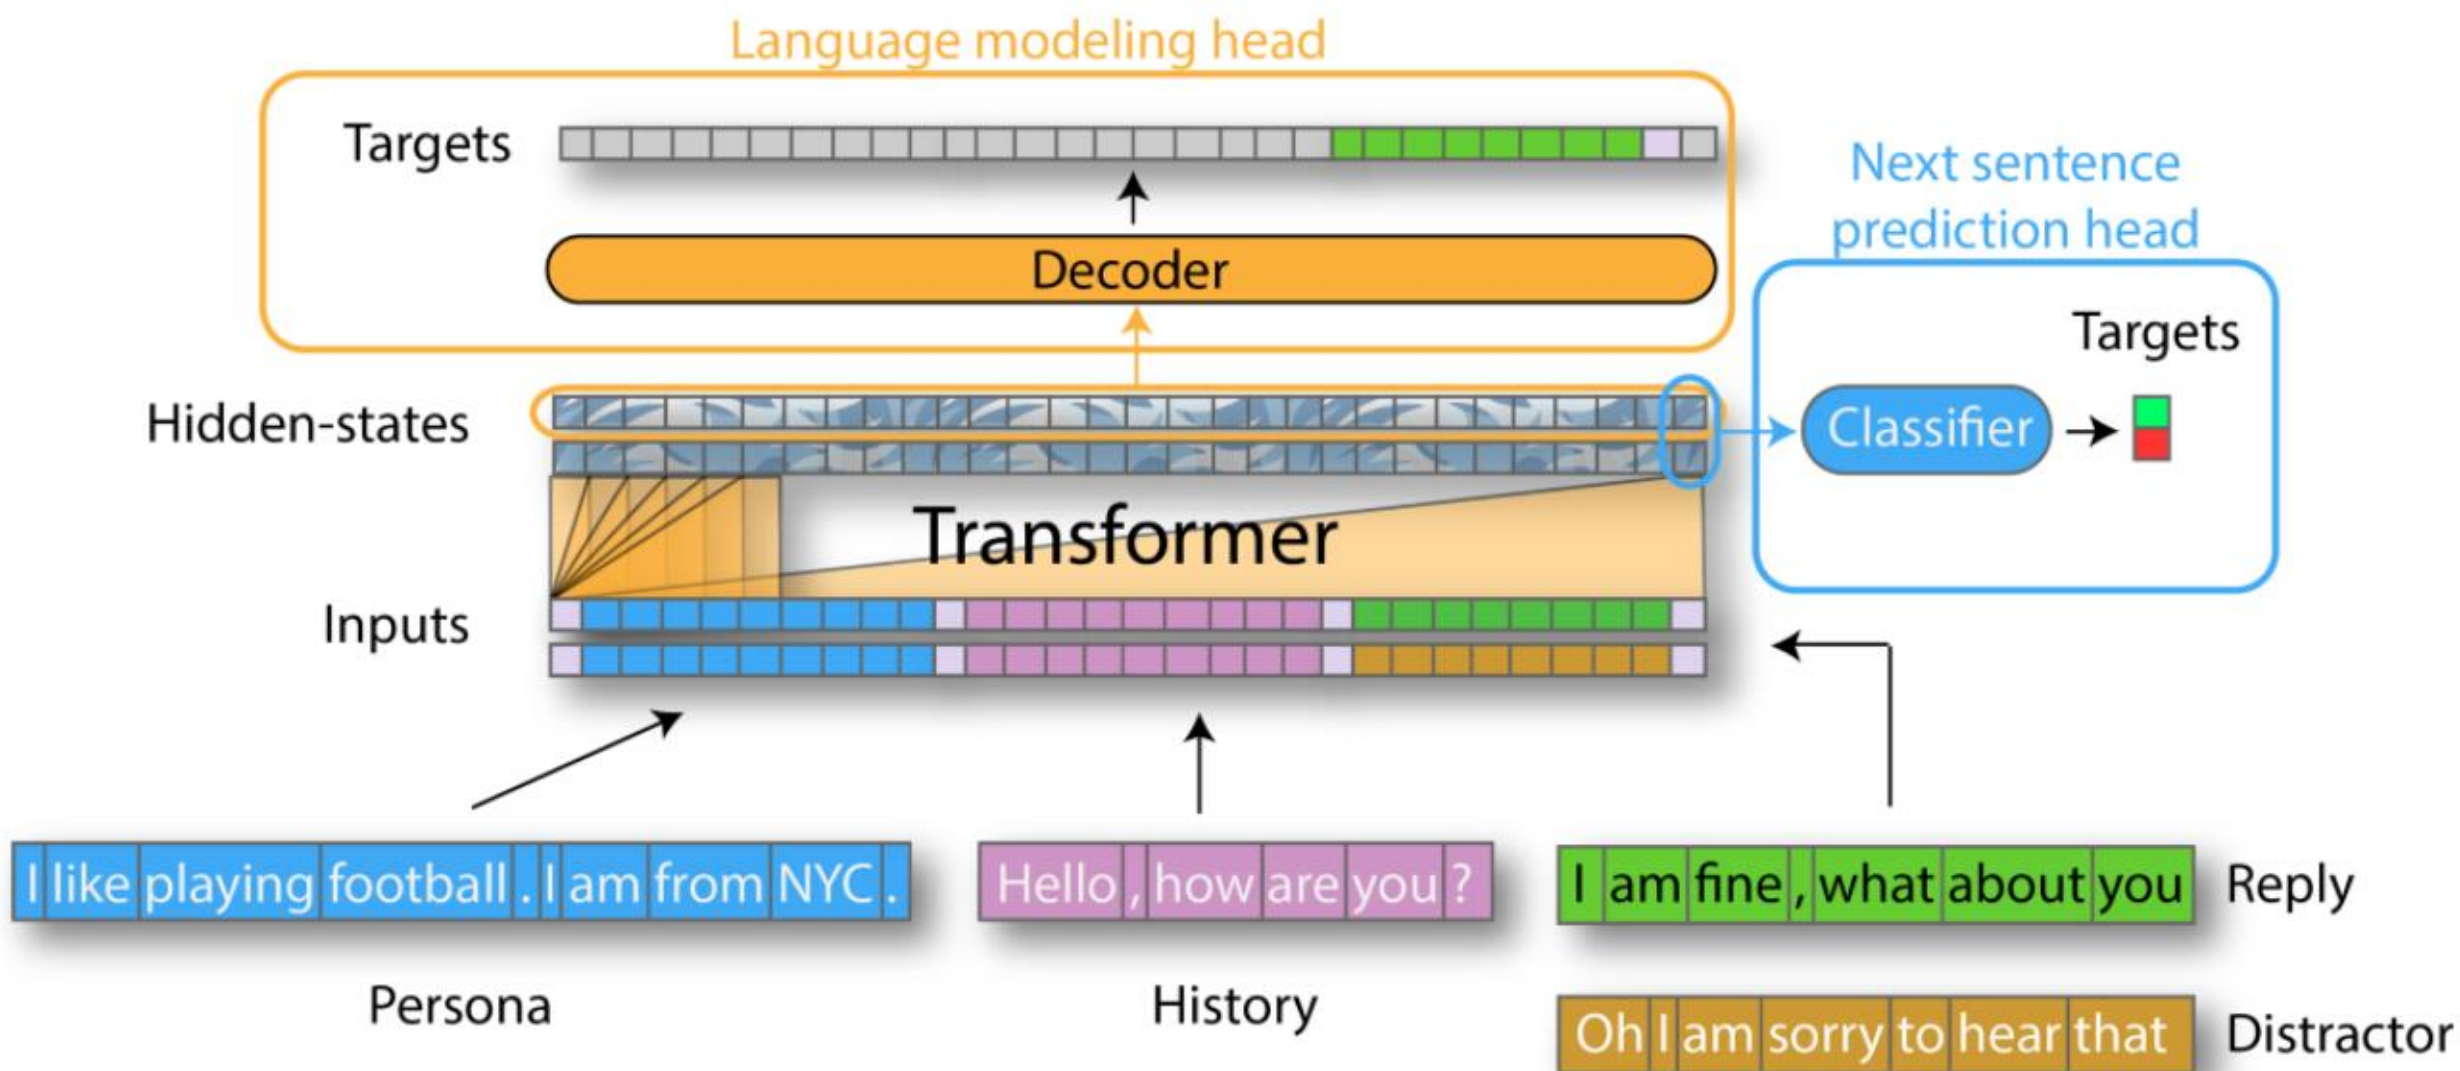 Language modeling head
Targets
Next sentence
prediction head
Decoder
Targets
Hidden-states
Classifier
Transformer
Inputs
I like playing football . I am from NYC .
Hello , how are you ?
I am fine , what about you
Reply
Persona
History
Oh I am sorry to hear that
Distractor